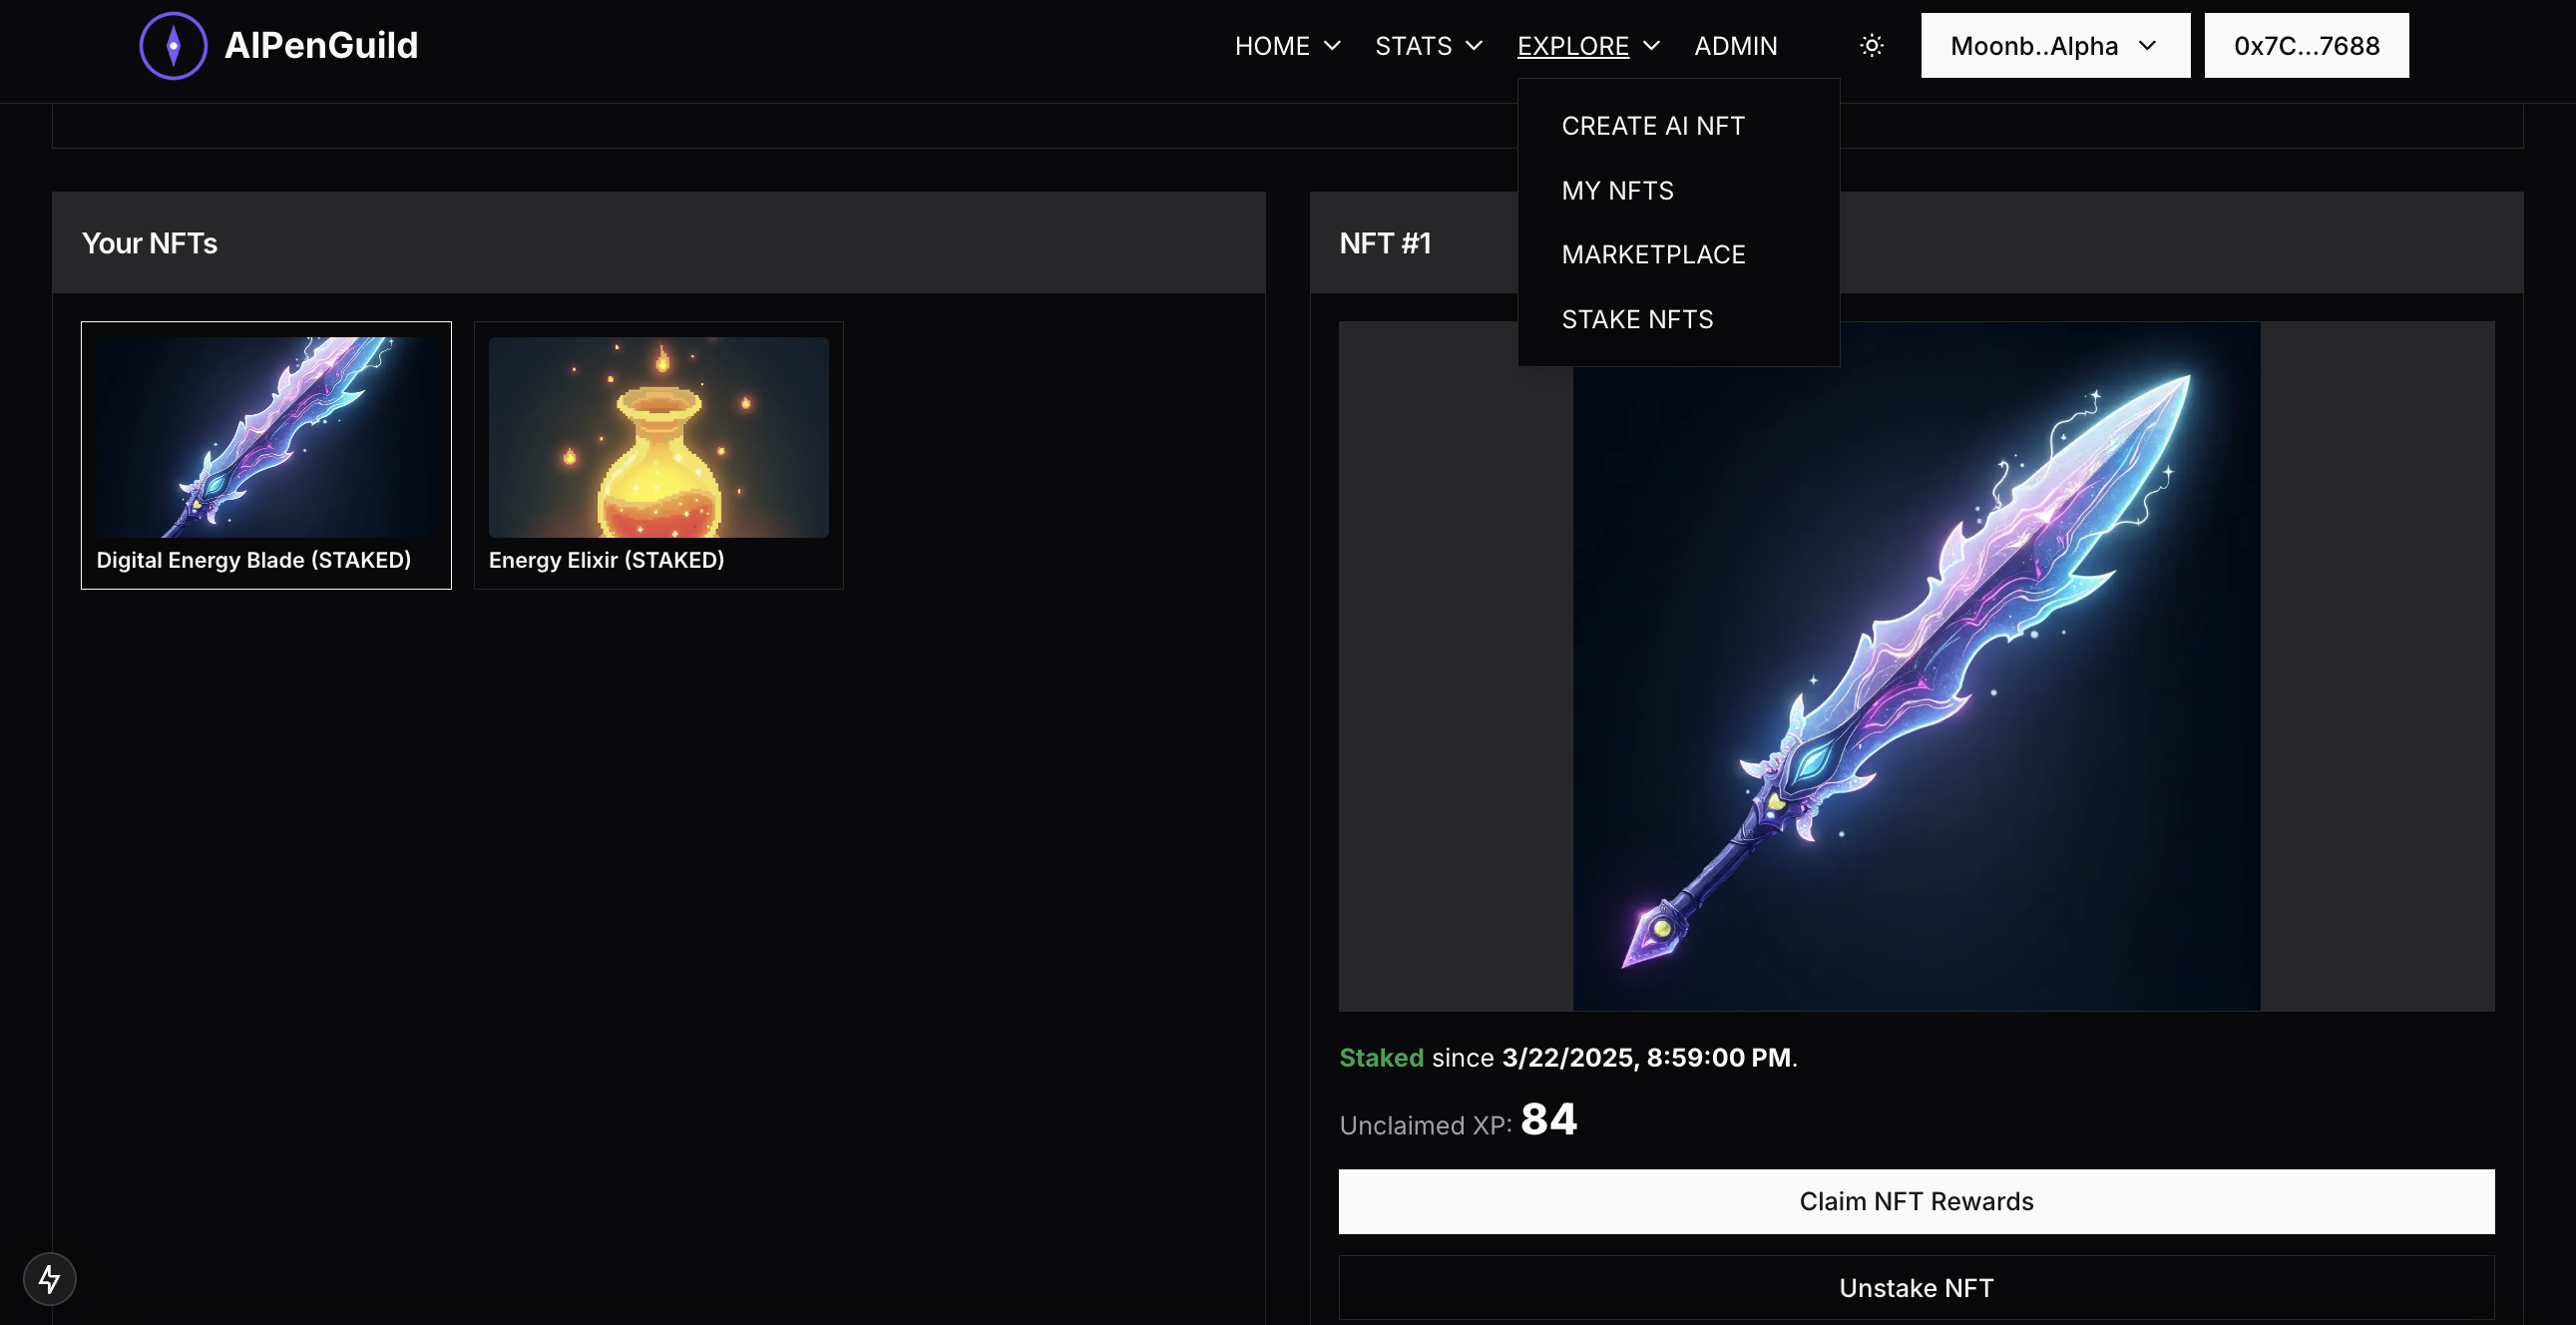 AIPenGuild
HOME
STATS
EXPLORE
ADMIN
Moonb..Alpha
0x7C...7688
CREATE AI NFT
MY NFTS
MARKETPLACE
STAKE NFTS
Your NFTs
Digital Energy Blade (STAKED)
Energy Elixir (STAKED)
NFT #1
Staked since 3/22/2025, 8:59:00 PM.
Unclaimed XP: 84
Claim NFT Rewards
Unstake NFT